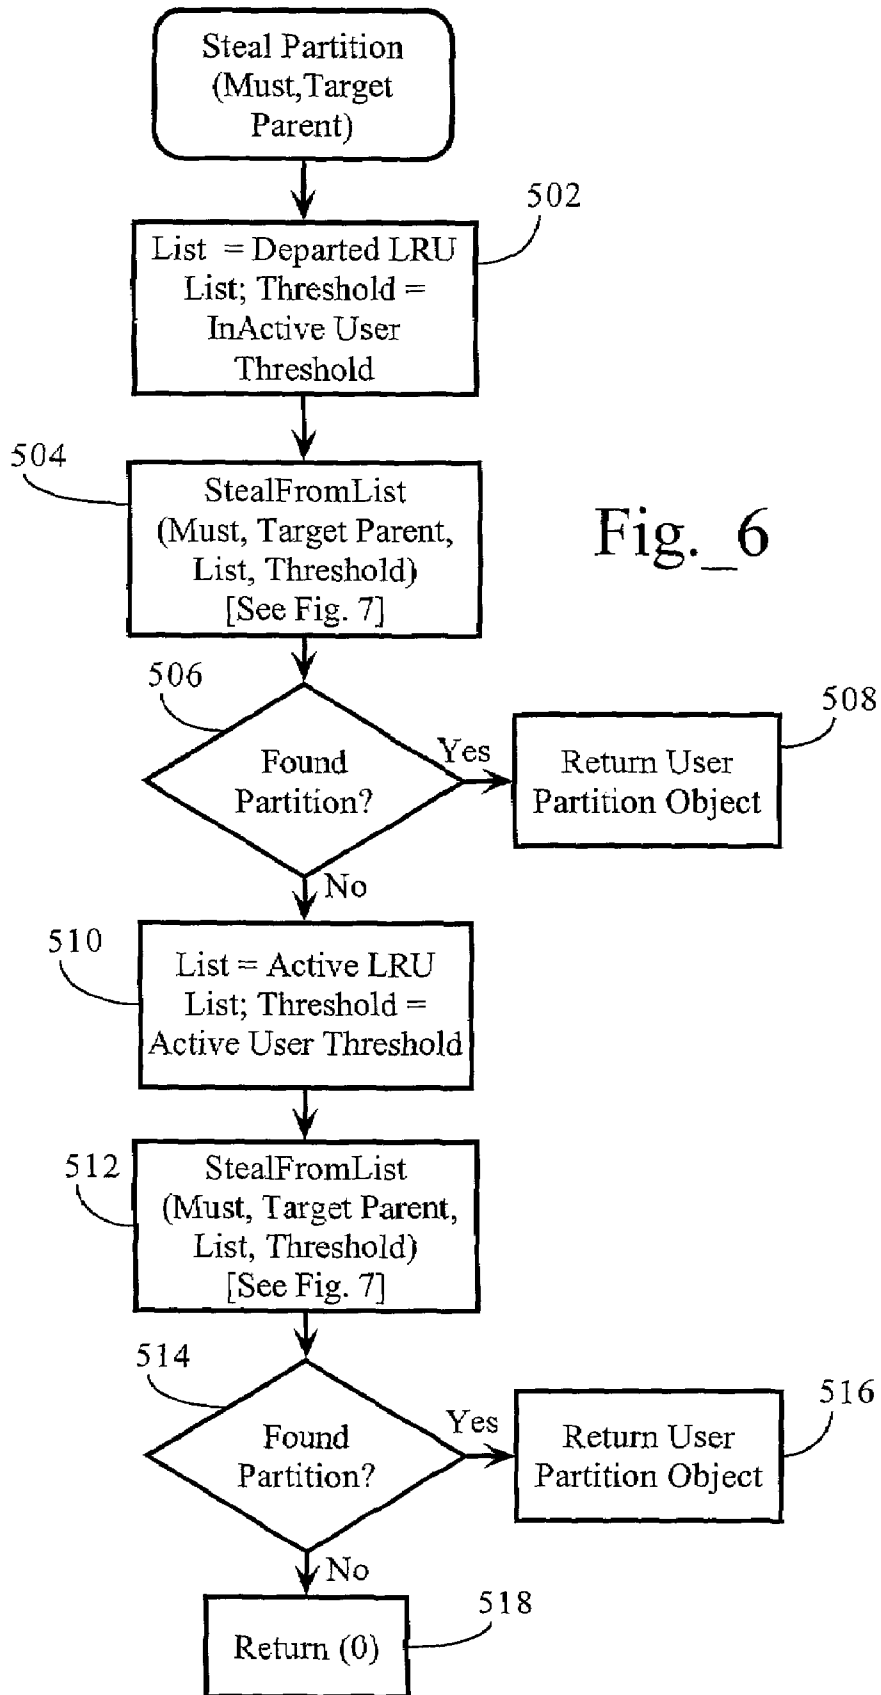 Steal Partition
(Must,Target
Parent)
502
List = Departed LRU
List; Threshold =
InActive User
Threshold
504
StealFromList
(Must, Target Parent,
List, Threshold)
[See Fig. 7]
Fig._6
506
Found
Partition?
Yes
508
Return User
Partition Object
No
510
List = Active LRU
List; Threshold =
Active User Threshold
512
StealFromList
(Must, Target Parent,
List, Threshold)
[See Fig. 7]
514
Found
Partition?
Yes
516
Return User
Partition Object
No
518
Return (0)